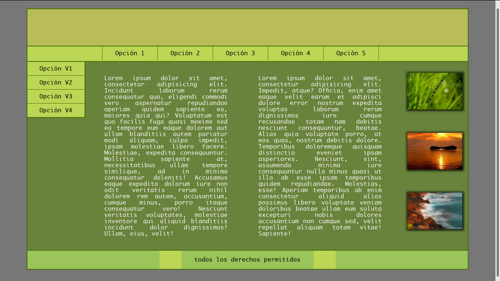 Opción 1 Opción 2 Opción 3 Opción 4 Opción 5
Opción V1
Opción V2
Opción V3
Opción V4
Lorem ipsum dolor sit amet,
consectetur adipisicing elit.
Incidunt laborum rerum
consequatur quo, eligendi commodi
vero aspernatur repudiandae
aperiam quidem sapiente ea,
maiores quia qui? Voluptatum est
quo facilis fuga quasi maxime sed
ea tempore eum eaque dolorem aut
ullam blanditiis autem pariatur
modi aliquam, culpa impedit,
ipsam molestiae libero facere.
Molestiae, expedita consequuntur!
Mollitia sapiente at,
necessitatibus ullam tempore
similique, ad in minima
consequatur deleniti! Accusamus
eaque expedita dolorum iure non
odit veritatis rerum nihil
dolorem rem autem, accusantium,
cumque minus, porro itaque
consequatur vero! Nesciunt
veritatis voluptates, molestiae
inventore qui aliquid blanditiis
incidunt dolor dignissimos?
Ullam, eius, velit!
Lorem ipsum dolor sit amet,
consectetur adipisicing elit.
Impedit, atque? Officia, enim amet
eaque velit earum et adipisci
dolore error nostrum expedita
voluptas laborum rerum
dignissimos iure cumque
recusandae totam nam debitis
nesciunt consequuntur, beatae.
Alias quia voluptate porro, at
eos quas, nostrum debitis dolore.
Temporibus doloremque quisquam
distinctio eveniet ipsam
asperiores. Nesciunt, sint,
assumenda minima iure
consequuntur nulla minus quas ut
illo ab esse ipsam temporibus
quidem repudiandae. Molestias,
esse! Aperiam temporibus ab enim
consectetur aliquid alias
possimus libero voluptate veniam
doloribus beatae ullam eum soluta
excepturi nobis dolores
accusantium non cumque sed, velit
repellat aliquam totam vitae!
Sapiente!
todos los derechos permitidos